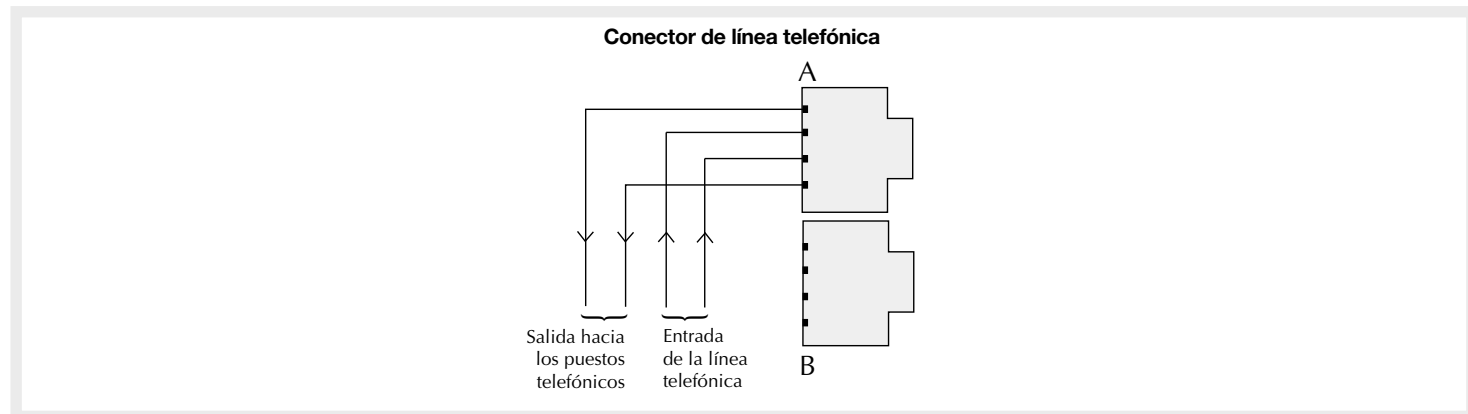 Conector de línea telefónica
A
Salida hacia
los puestos
telefónicos
Entrada
de la línea
telefónica
B